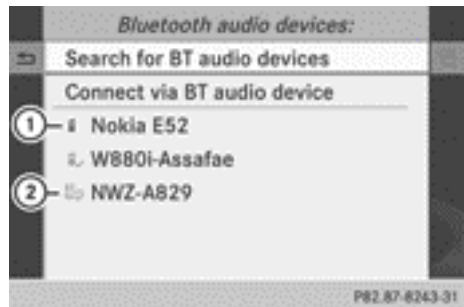 Bluetooth audio devices:
Search for BT audio devices
Connect via BT audio device
1 Nokia E52
W880i-Assafae
2 NWZ-A829
P82.87-8243-31